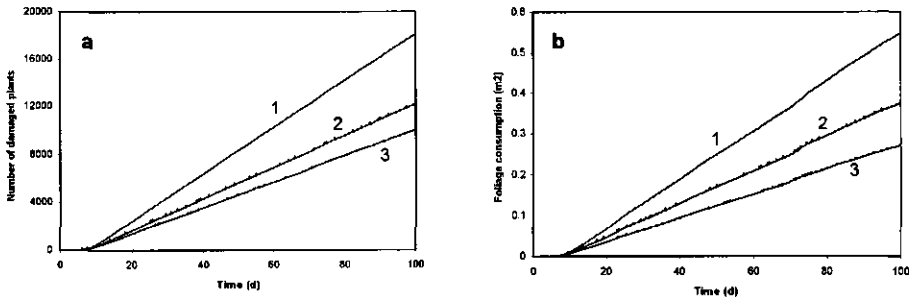 a
20000
16000
12000
8000
4000
0
Number of damaged plants
1
2
3
0 20 40 60 80 100
Time (d)
b
0.6
0.5
0.4
0.3
0.2
0.1
0
Foliage consumption (m2)
1
2
3
0 20 40 60 80 100
Time (d)